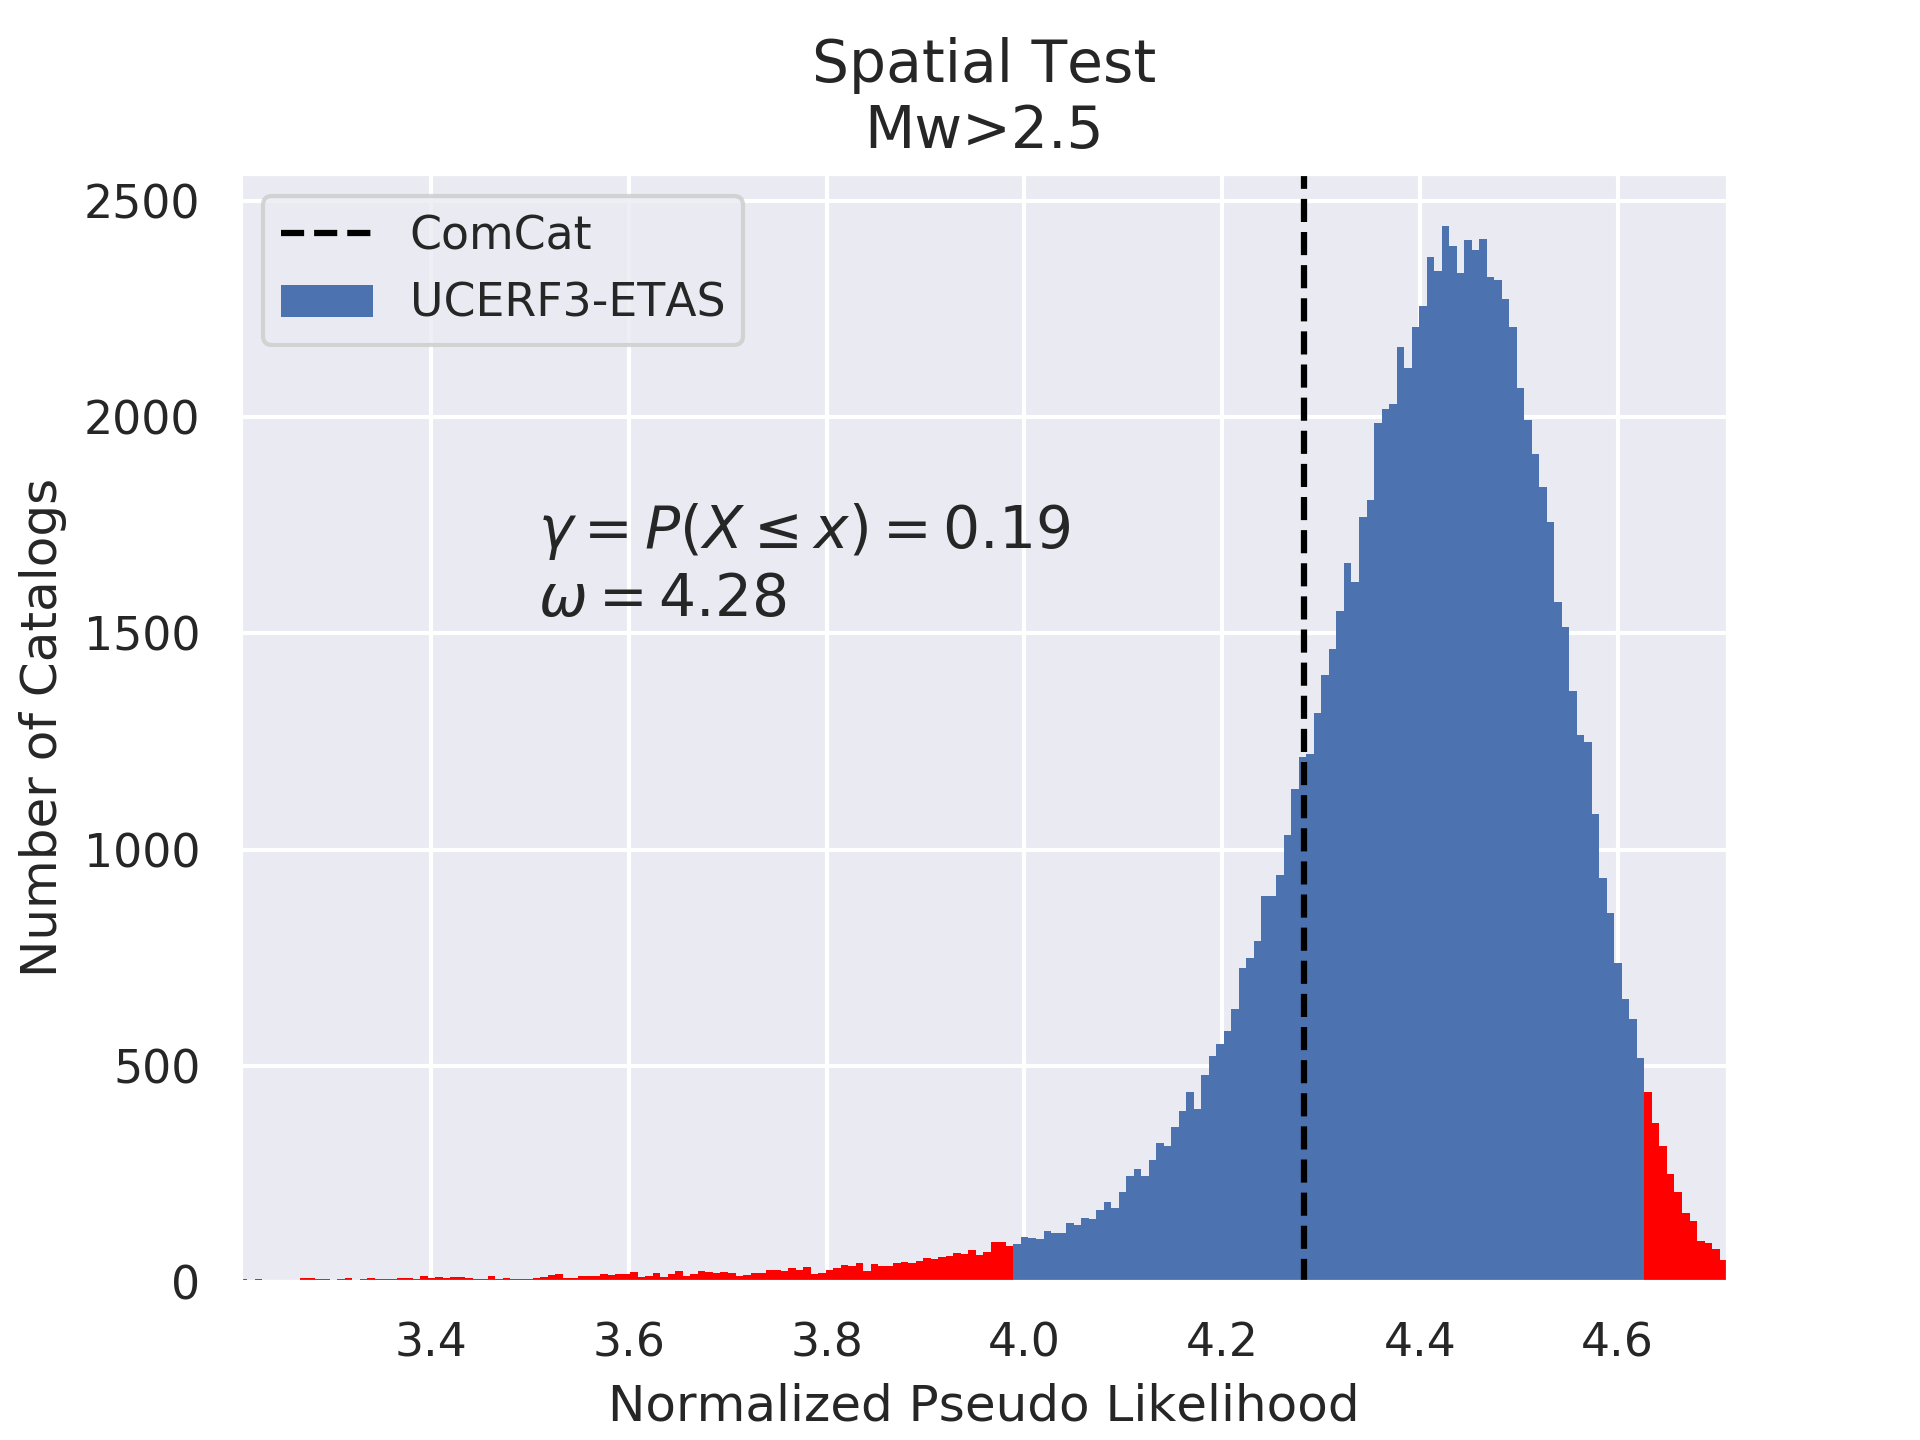 Spatial Test
Mw>2.5
ComCat
UCERF3-ETAS
γ = P(X ≤ x) = 0.19
ω = 4.28
Number of Catalogs
2500
2000
1500
1000
500
0
3.4 3.6 3.8 4.0 4.2 4.4 4.6
Normalized Pseudo Likelihood